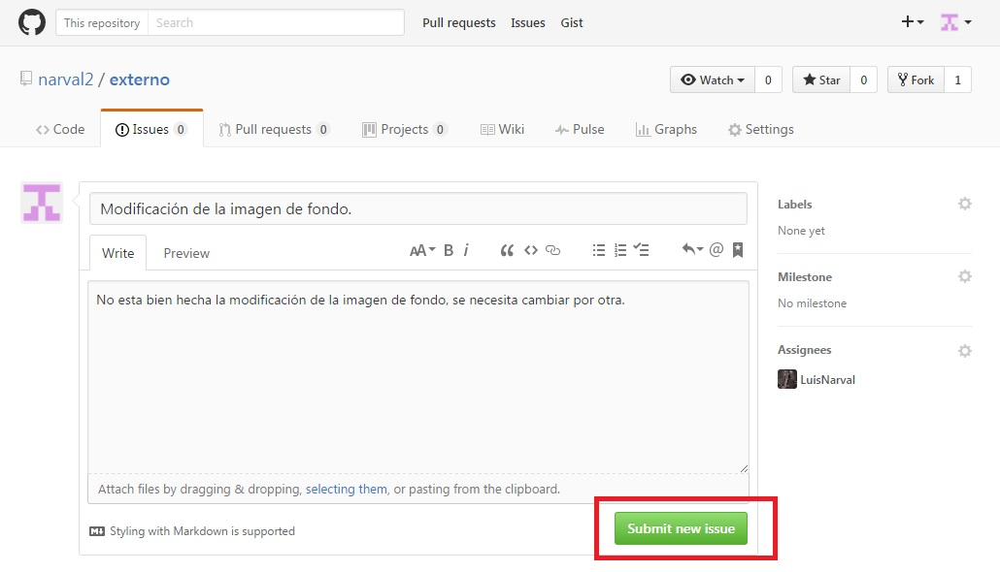 This repository Search Pull requests Issues Gist
narval2 / externo Watch 0 Star 0 Fork 1
Code Issues 0 Pull requests 0 Projects 0 Wiki Pulse Graphs Settings
Modificación de la imagen de fondo.
Write Preview AA B i
No esta bien hecha la modificación de la imagen de fondo, se necesita cambiar por otra.
Attach files by dragging & dropping, selecting them, or pasting from the clipboard.
Styling with Markdown is supported
Submit new issue
Labels
None yet
Milestone
No milestone
Assignees
LuisNarval